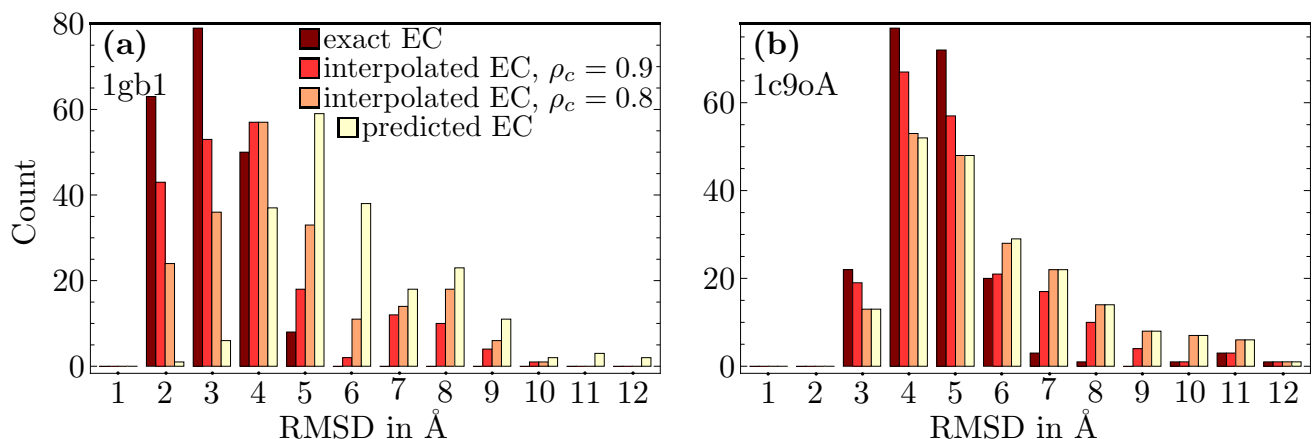 (a)
1gb1
exact EC
interpolated EC, ρc = 0.9
interpolated EC, ρc = 0.8
predicted EC
Count
80
60
40
20
0
1 2 3 4 5 6 7 8 9 10 11 12
RMSD in Å
(b)
1c9oA
60
40
20
0
1 2 3 4 5 6 7 8 9 10 11 12
RMSD in Å